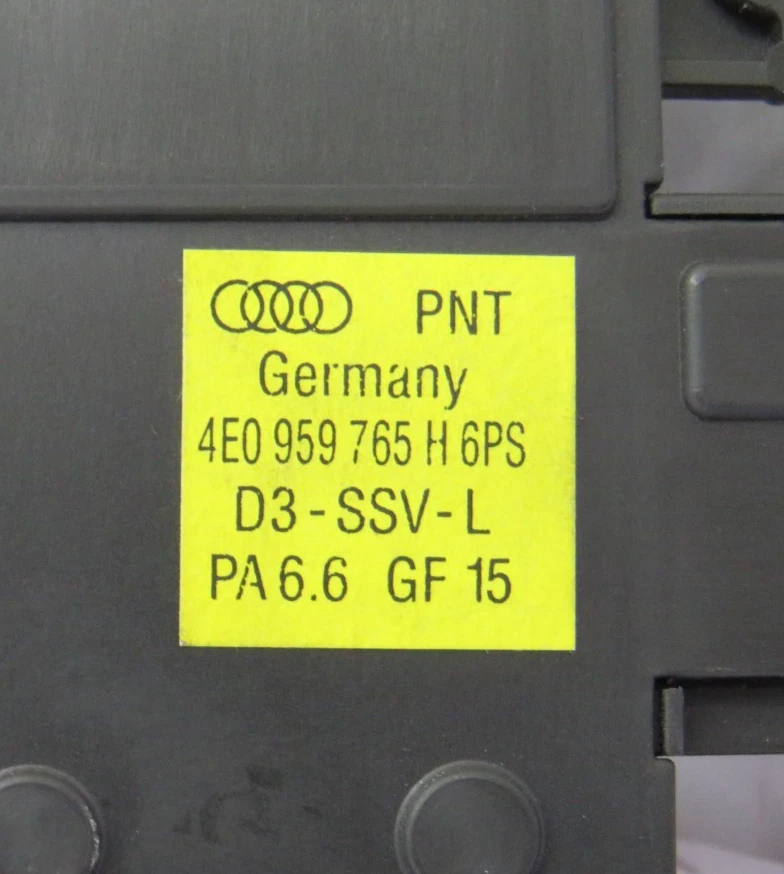 PNT
Germany
4E0 959 765 H 6PS
D3-SSV-L
PA 6.6 GF 15